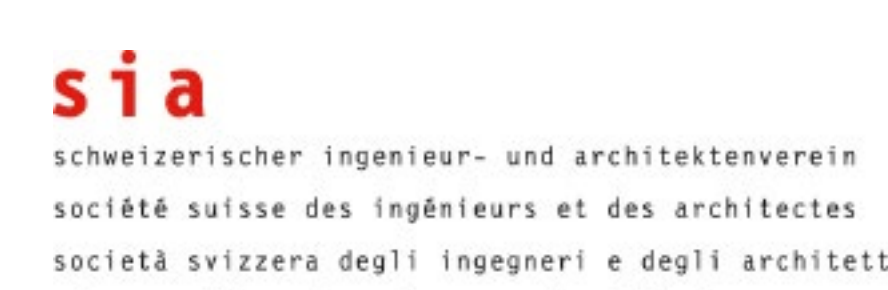 sia
schweizerischer ingenieur- und architektenverein
société suisse des ingénieurs et des architectes
società svizzera degli ingegneri e degli architett